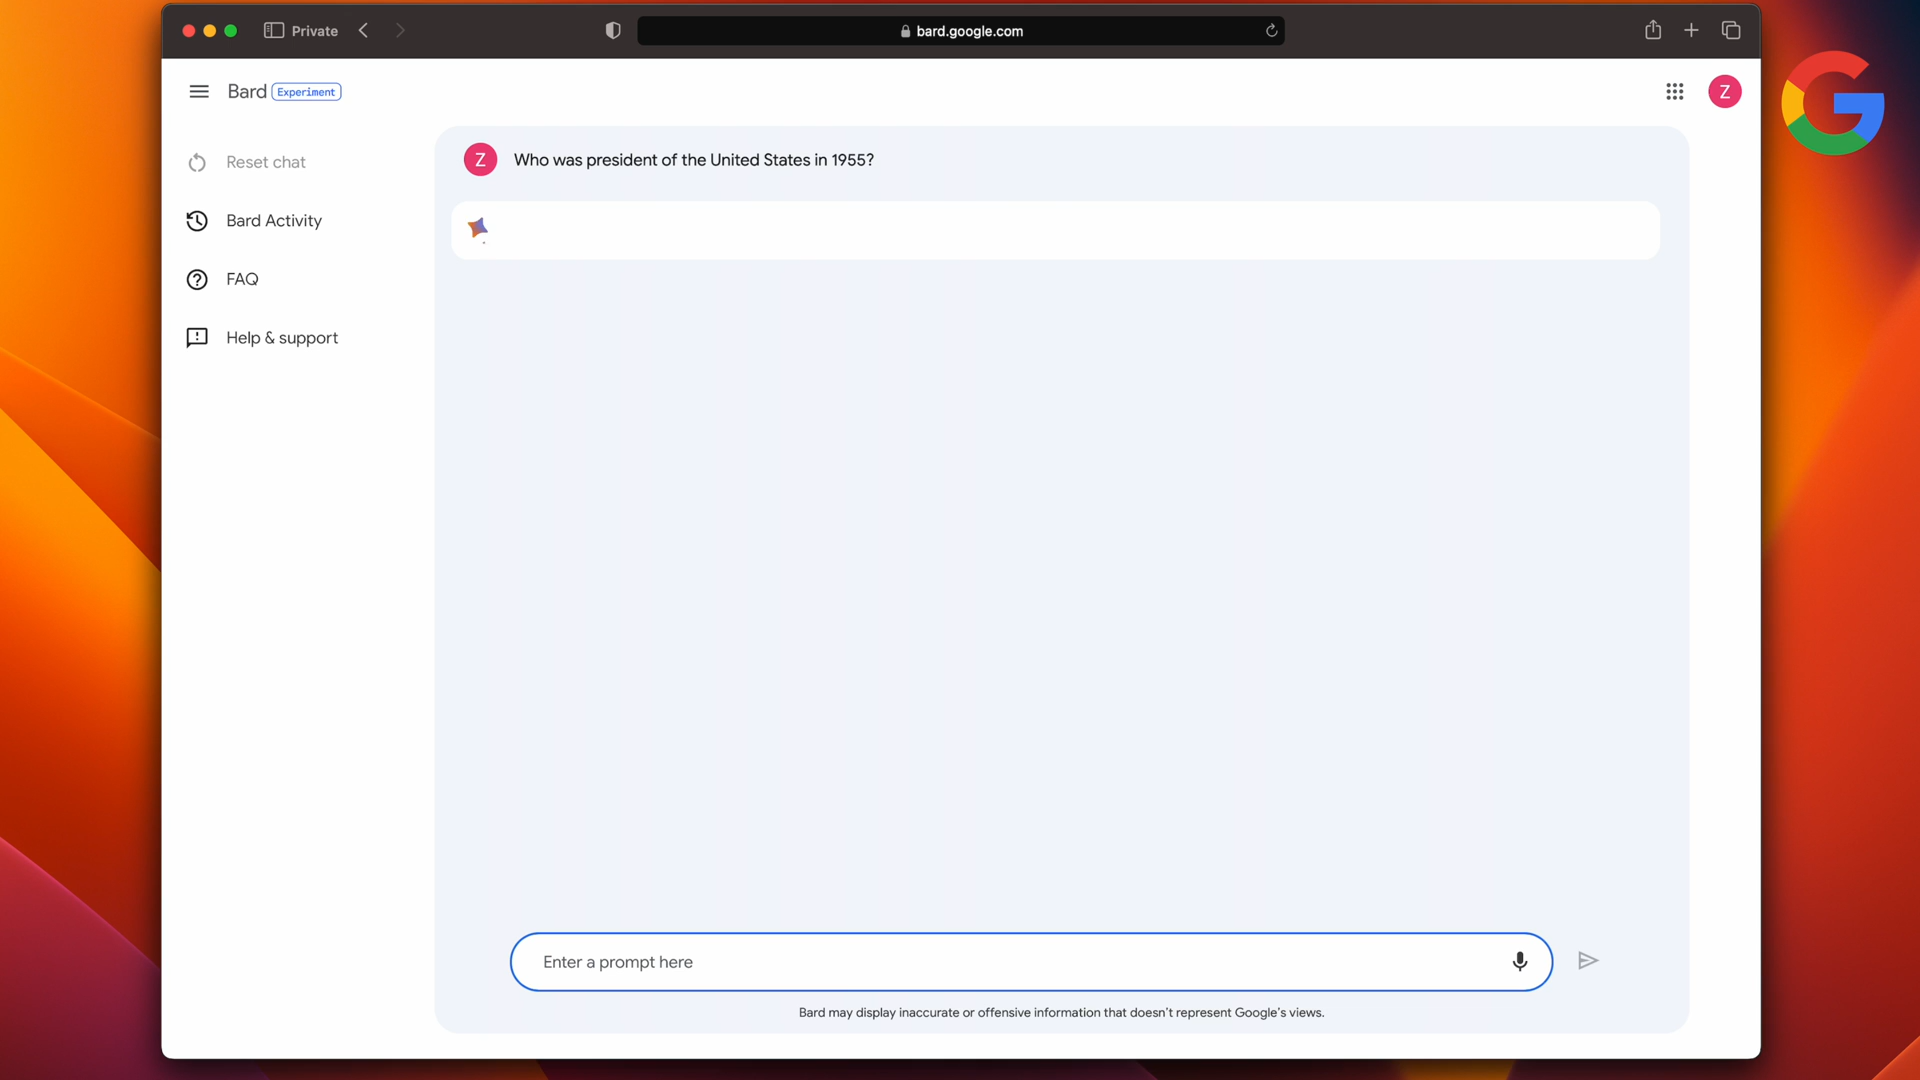 Private
bard.google.com
Bard Experiment
Z
Reset chat
Bard Activity
FAQ
Help & support
Z Who was president of the United States in 1955?
Enter a prompt here
Bard may display inaccurate or offensive information that doesn't represent Google's views.